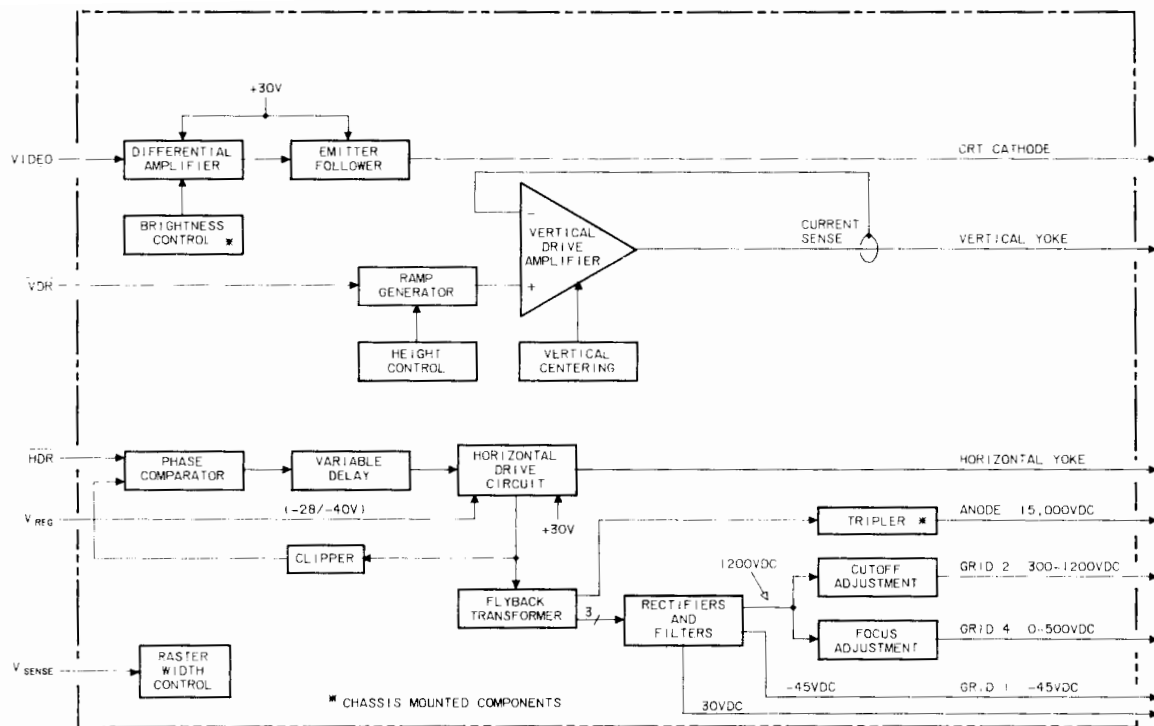 +30V
VIDEO
DIFFERENTIAL
AMPLIFIER
EMITTER
FOLLOWER
CRT CATHODE
BRIGHTNESS
CONTROL *
-
VERTICAL
DRIVE
AMPLIFIER
+
CURRENT
SENSE
VERTICAL YOKE
VDR
RAMP
GENERATOR
HEIGHT
CONTROL
VERTICAL
CENTERING
HDR
PHASE
COMPARATOR
VARIABLE
DELAY
HORIZONTAL
DRIVE
CIRCUIT
HORIZONTAL YOKE
V REG
(-28/-40V)
+30V
TRIPLER *
ANODE 15,000VDC
CLIPPER
1200VDC
CUTOFF
ADJUSTMENT
GRID 2 300-1200VDC
FLYBACK
TRANSFORMER
3
RECTIFIERS
AND
FILTERS
FOCUS
ADJUSTMENT
GRID 4 0-500VDC
V SENSE
RASTER
WIDTH
CONTROL
* CHASSIS MOUNTED COMPONENTS
-45VDC
GRID 1 -45VDC
30VDC